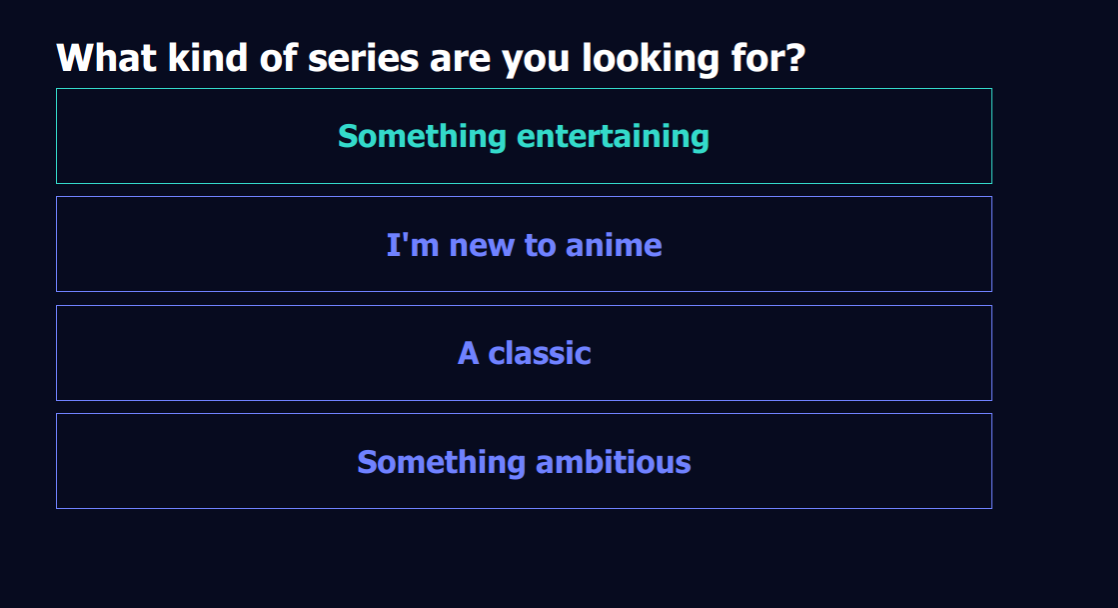 What kind of series are you looking for?
Something entertaining
I'm new to anime
A classic
Something ambitious